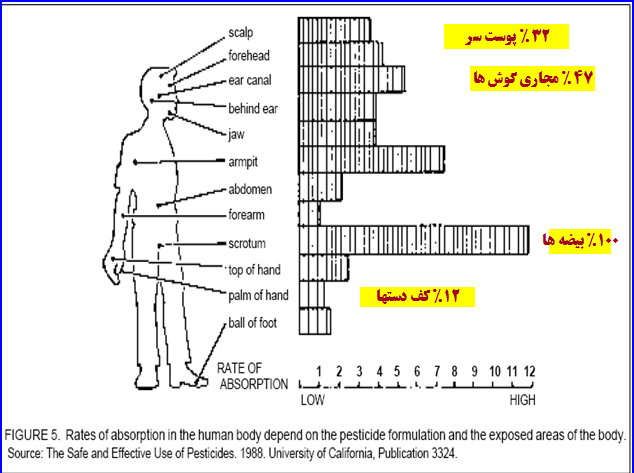 scalp
٣٢ ٪ پوست سر
forehead
ear canal
٤٧ ٪ مجاری گوش ها
behind ear
jaw
armpit
abdomen
forearm
scrotum
١٠٠٪ بیضه ها
top of hand
palm of hand
١٢ ٪ کف دستها
ball of foot
RATE OF
ABSORPTION
1 2 3 4 5 6 7 8 9 10 11 12
LOW HIGH
FIGURE 5. Rates of absorption in the human body depend on the pesticide formulation and the exposed areas of the body.
Source: The Safe and Effective Use of Pesticides. 1988. University of California, Publication 3324.